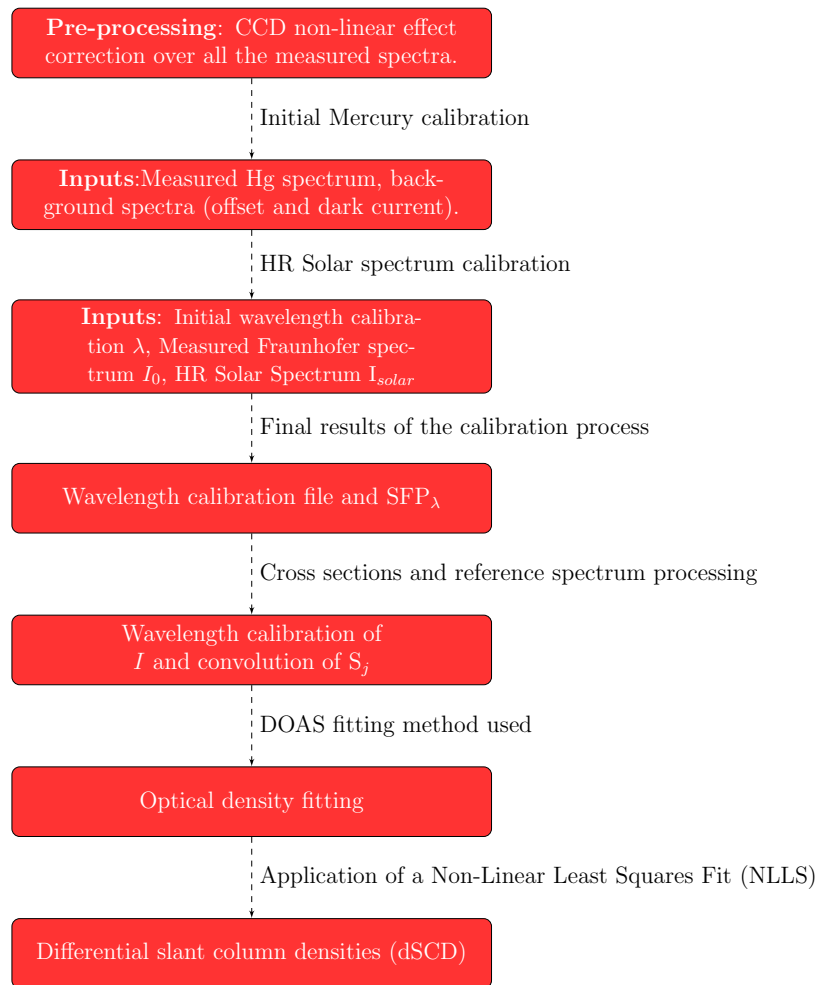 Pre-processing: CCD non-linear effect
correction over all the measured spectra.
Initial Mercury calibration
Inputs:Measured Hg spectrum, back-
ground spectra (offset and dark current).
HR Solar spectrum calibration
Inputs: Initial wavelength calibra-
tion λ, Measured Fraunhofer spec-
trum I₀, HR Solar Spectrum I_solar
Final results of the calibration process
Wavelength calibration file and SFP_λ
Cross sections and reference spectrum processing
Wavelength calibration of
I and convolution of S_j
DOAS fitting method used
Optical density fitting
Application of a Non-Linear Least Squares Fit (NLLS)
Differential slant column densities (dSCD)